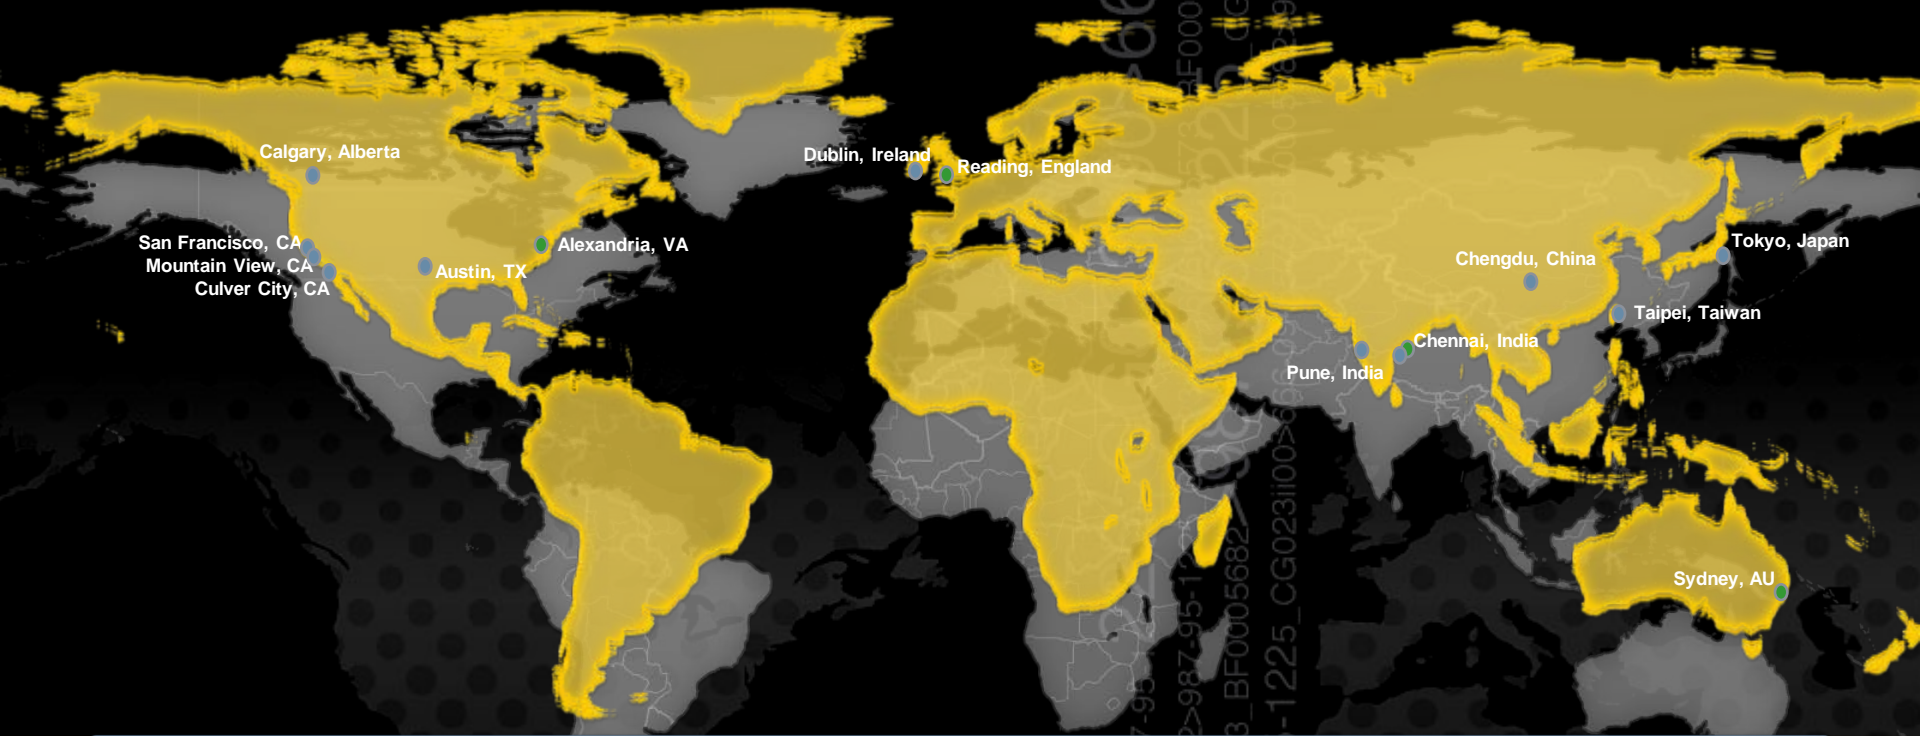 Calgary, Alberta
Dublin, Ireland
Reading, England
San Francisco, CA
Mountain View, CA
Culver City, CA
Alexandria, VA
Austin, TX
Tokyo, Japan
Chengdu, China
Taipei, Taiwan
Chennai, India
Pune, India
Sydney, AU
-1225_CG023ii00>